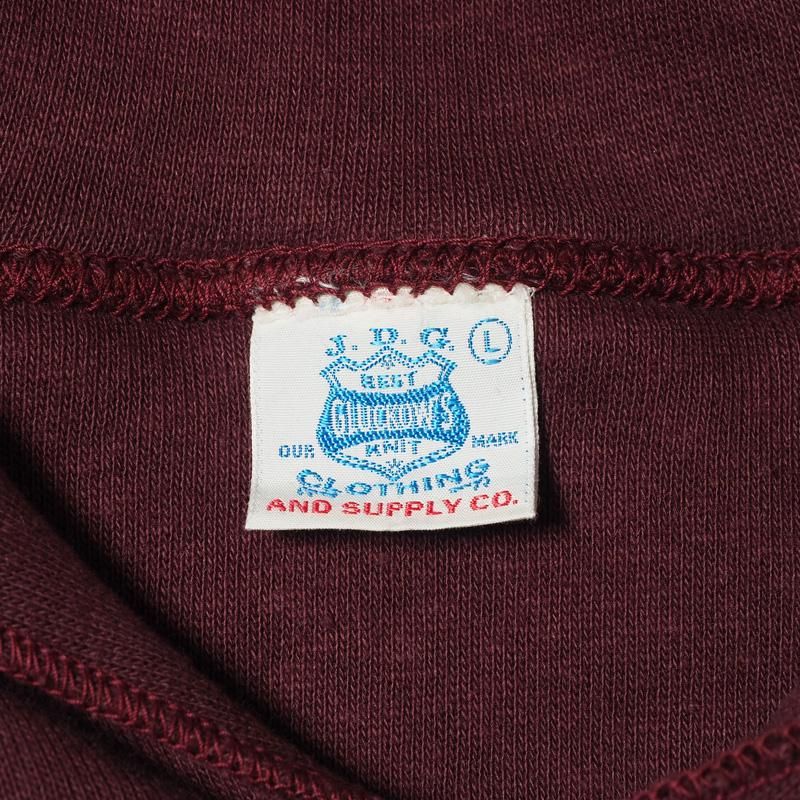 J. D. G.
L
BEST
GLUCKOW'S
OUR KNIT MARK
CLOTHING
AND SUPPLY CO.